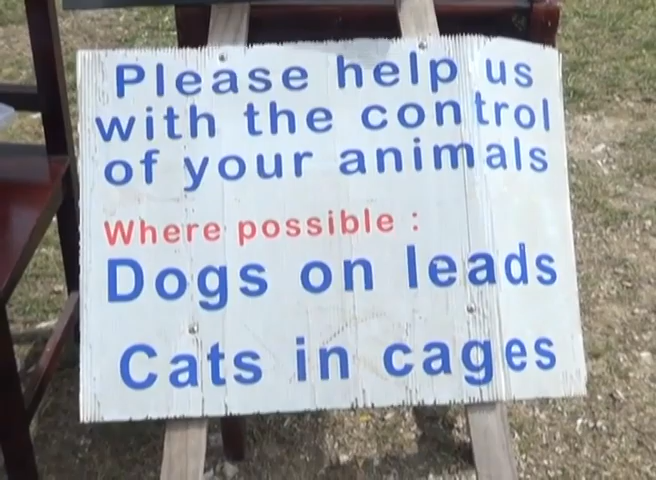 Please help us
with the control
of your animals
Where possible :
Dogs on leads
Cats in cages